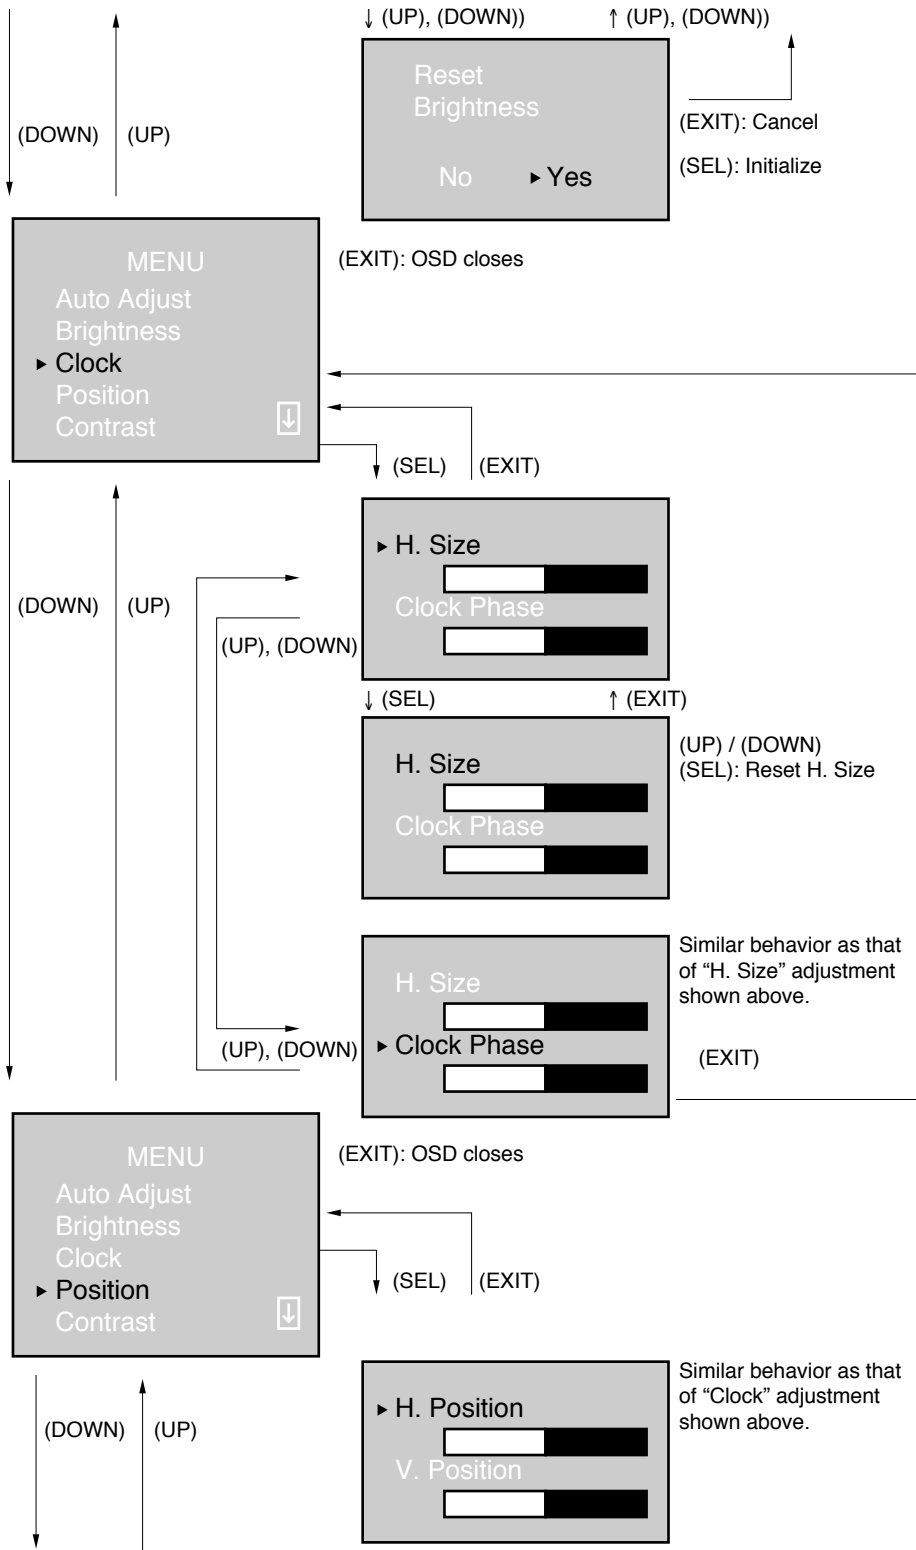 ↓ (UP), (DOWN)) ↑ (UP), (DOWN))
Reset
Brightness
No ▸ Yes
(EXIT): Cancel
(SEL): Initialize
(DOWN) (UP)
MENU
Auto Adjust
Brightness
▸ Clock
Position
Contrast ↓
(EXIT): OSD closes
(SEL) (EXIT)
▸ H. Size
Clock Phase
(DOWN) (UP)
(UP), (DOWN)
↓ (SEL) ↑ (EXIT)
H. Size
Clock Phase
(UP) / (DOWN)
(SEL): Reset H. Size
H. Size
▸ Clock Phase
(UP), (DOWN)
Similar behavior as that
of “H. Size” adjustment
shown above.
(EXIT)
MENU
Auto Adjust
Brightness
Clock
▸ Position
Contrast ↓
(EXIT): OSD closes
(SEL) (EXIT)
▸ H. Position
V. Position
Similar behavior as that
of “Clock” adjustment
shown above.
(DOWN) (UP)